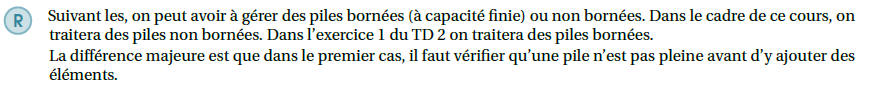 R
Suivant les, on peut avoir à gérer des piles bornées (à capacité finie) ou non bornées. Dans le cadre de ce cours, on
traitera des piles non bornées. Dans l'exercice 1 du TD 2 on traitera des piles bornées.
La différence majeure est que dans le premier cas, il faut vérifier qu'une pile n'est pas pleine avant d'y ajouter des
éléments.